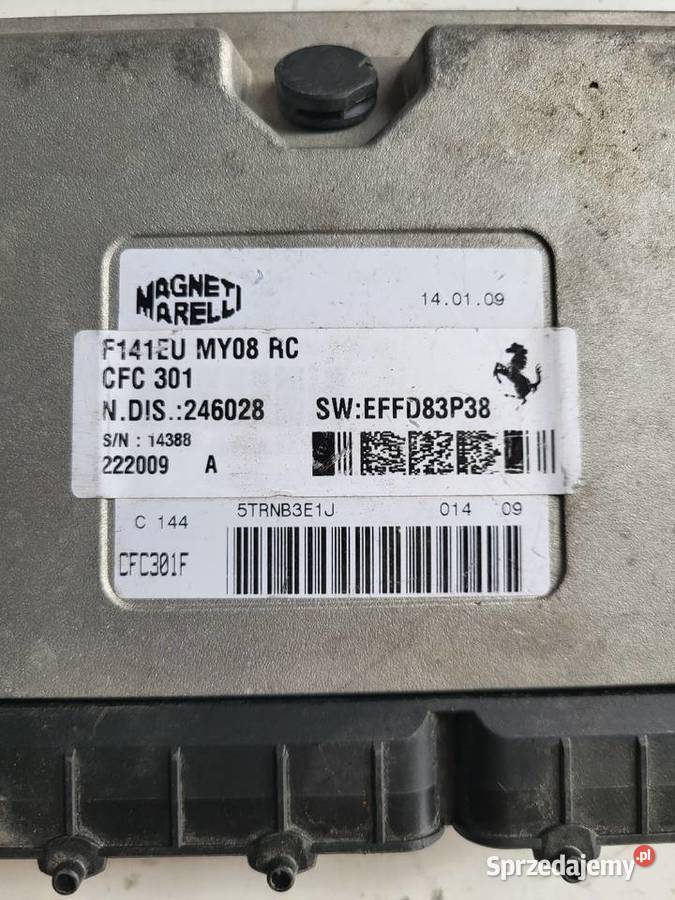 MAGNETI
MARELLI
14.01.09
F141EU MY08 RC
CFC 301
N.DIS.:246028 SW:EFFD83P38
S/N : 14388
222009 A
C 144 5TRNB3E1J 014 09
CFC301F
Sprzedajemy.pl